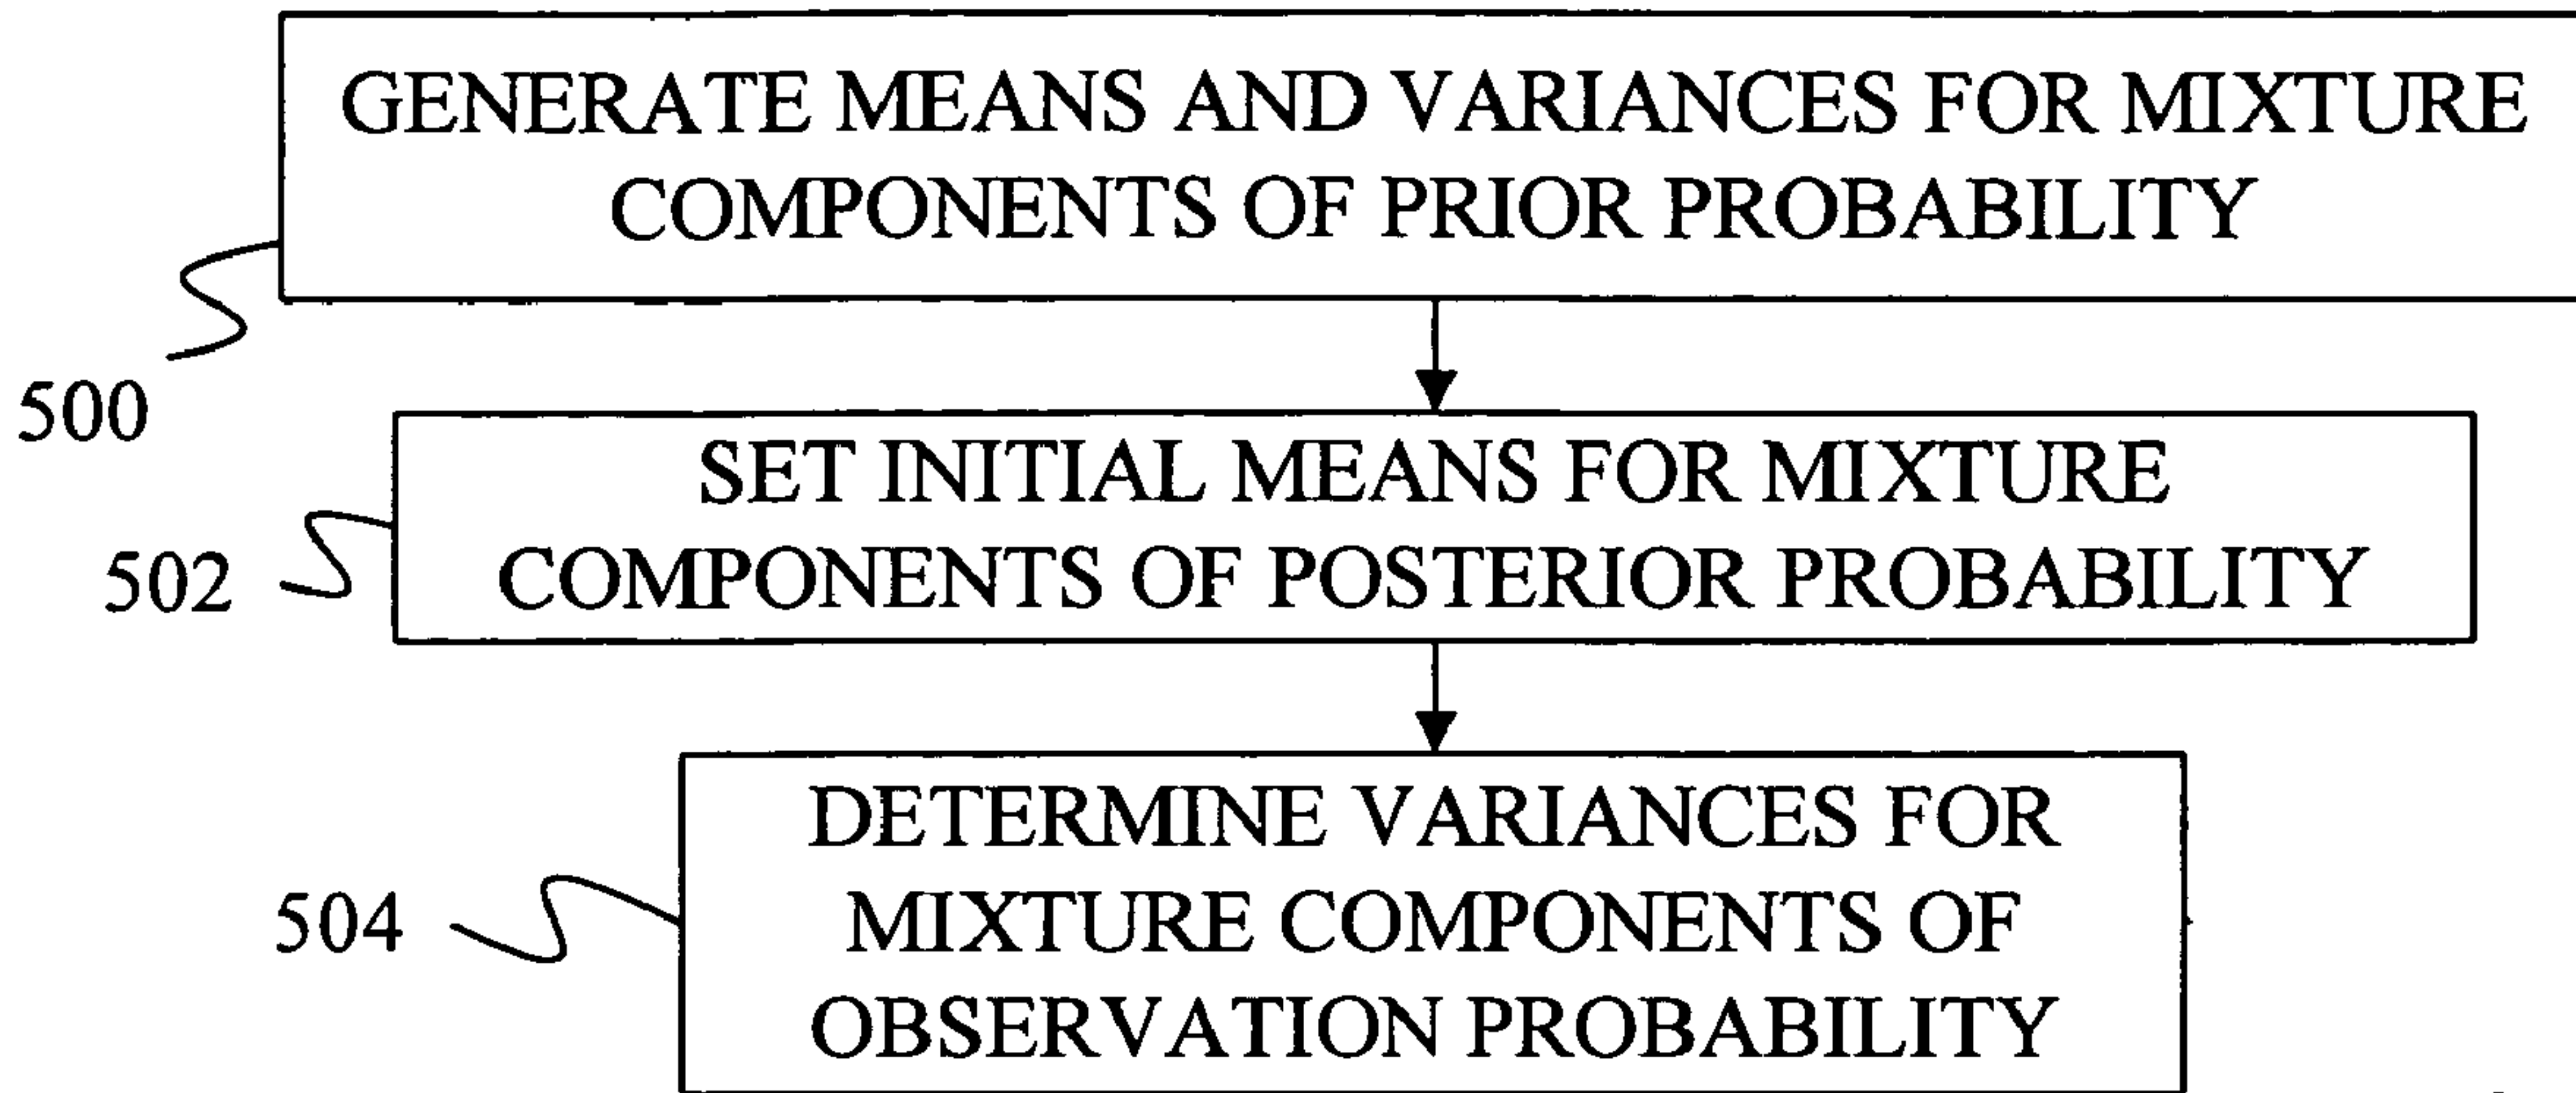 GENERATE MEANS AND VARIANCES FOR MIXTURE
COMPONENTS OF PRIOR PROBABILITY
500
SET INITIAL MEANS FOR MIXTURE
COMPONENTS OF POSTERIOR PROBABILITY
502
DETERMINE VARIANCES FOR
MIXTURE COMPONENTS OF
OBSERVATION PROBABILITY
504